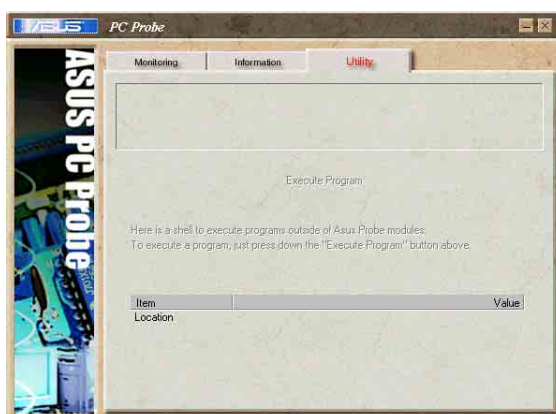 ASUS PC Probe
Monitoring Information Utility
ASUS PC Probe
Execute Program
Here is a shell to execute programs outside of Asus Probe modules.
To execute a program, just press down the "Execute Program" button above.
Item Value
Location